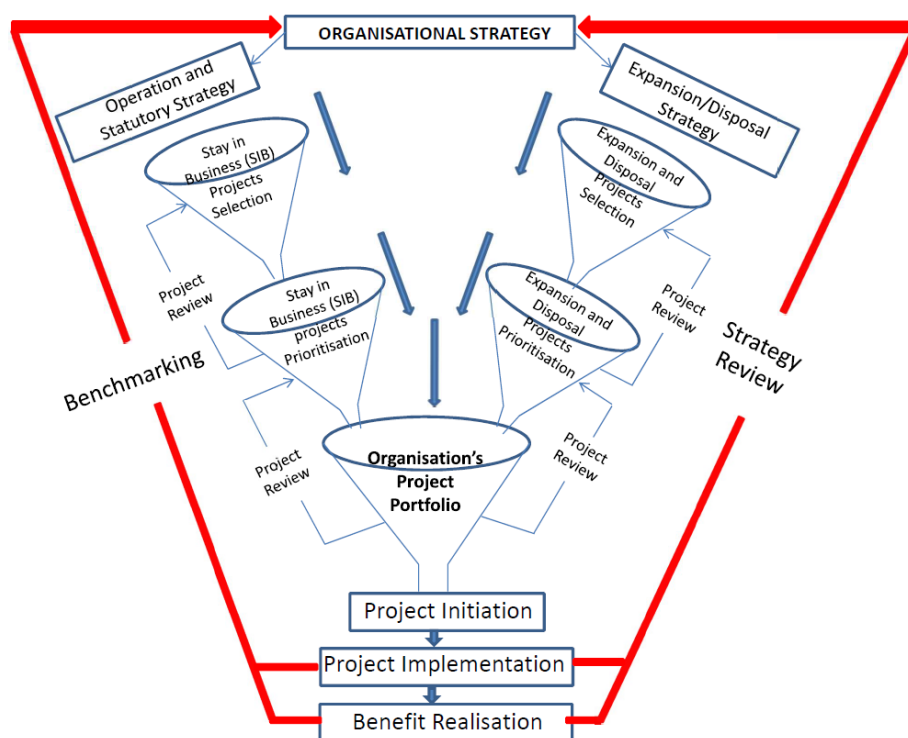 ORGANISATIONAL STRATEGY
Operation and
Statutory Strategy
Expansion/Disposal
Strategy
Stay in
Business (SIB)
Projects
Selection
Expansion and
Disposal
Projects
Selection
Project
Review
Stay in
Business (SIB)
projects
Prioritisation
Expansion and
Disposal
Projects
Prioritisation
Project
Review
Benchmarking
Strategy
Review
Project
Review
Organisation’s
Project
Portfolio
Project
Review
Project Initiation
Project Implementation
Benefit Realisation